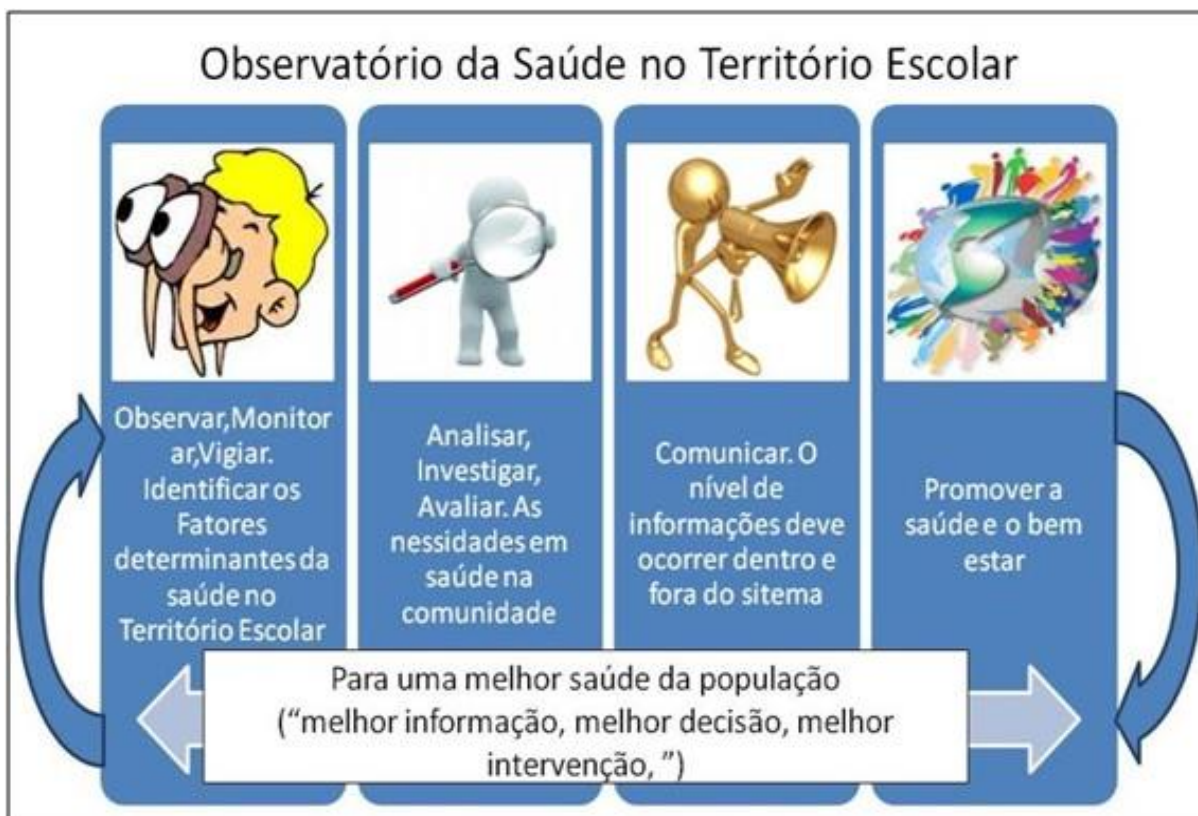 Observatório da Saúde no Território Escolar
Observar,Monitor
ar,Vigiar.
Identificar os
Fatores
determinantes da
saúde no
Território Escolar
Analisar,
Investigar,
Avaliar. As
nessidades em
saúde na
comunidade
Comunicar. O
nível de
informações deve
ocorrer dentro e
fora do sitema
Promover a
saúde e o bem
estar
Para uma melhor saúde da população
(“melhor informação, melhor decisão, melhor
intervenção, ”)